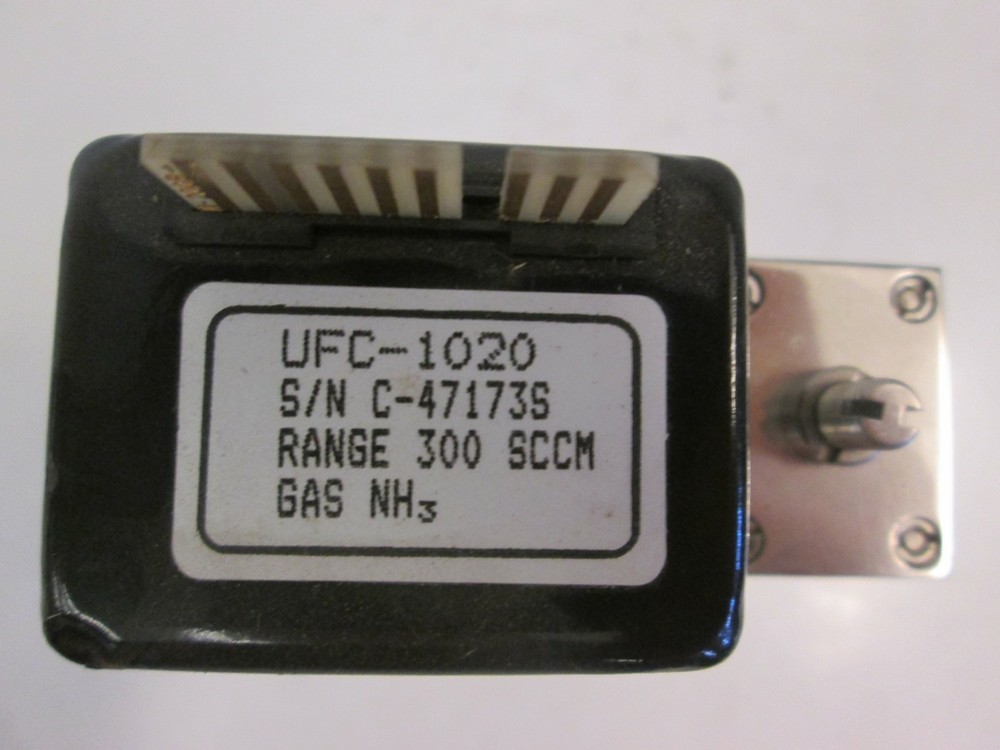 UFC-1020
S/N C-47173S
RANGE 300 SCCM
GAS NH₃